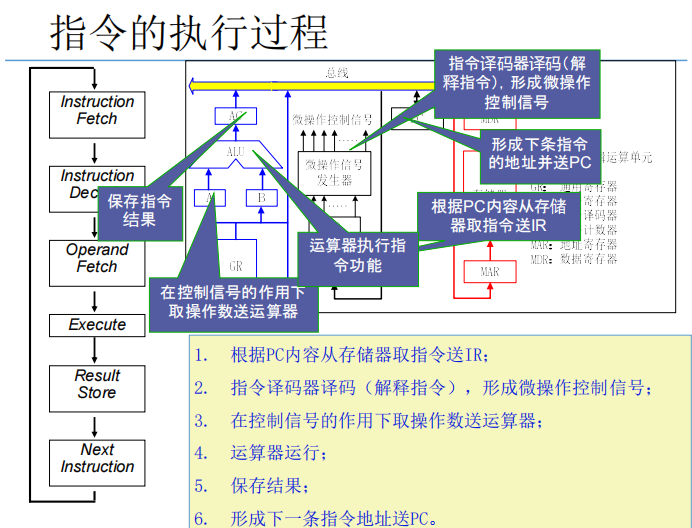 指令的执行过程
Instruction
Fetch
Instruction
Operand
Fetch
Execute
Result
Store
Next
Instruction
总线
微操作控制信号
ALU
微操作信号
发生器
......
B
GR
MAR
指令译码器译码(解
释指令),形成微操作
控制信号
形成下条指令
的地址并送PC
根据PC内容从存储
器取指令送IR
保存指令
结果
运算器执行指
令功能
在控制信号的作用下
取操作数送运算器
辑运算单元
寄存器
寄存器
译码器
计数器
MAR: 地址寄存器
MDR: 数据寄存器
1. 根据PC内容从存储器取指令送IR;
2. 指令译码器译码(解释指令),形成微操作控制信号;
3. 在控制信号的作用下取操作数送运算器;
4. 运算器运行;
5. 保存结果;
6. 形成下一条指令地址送PC。